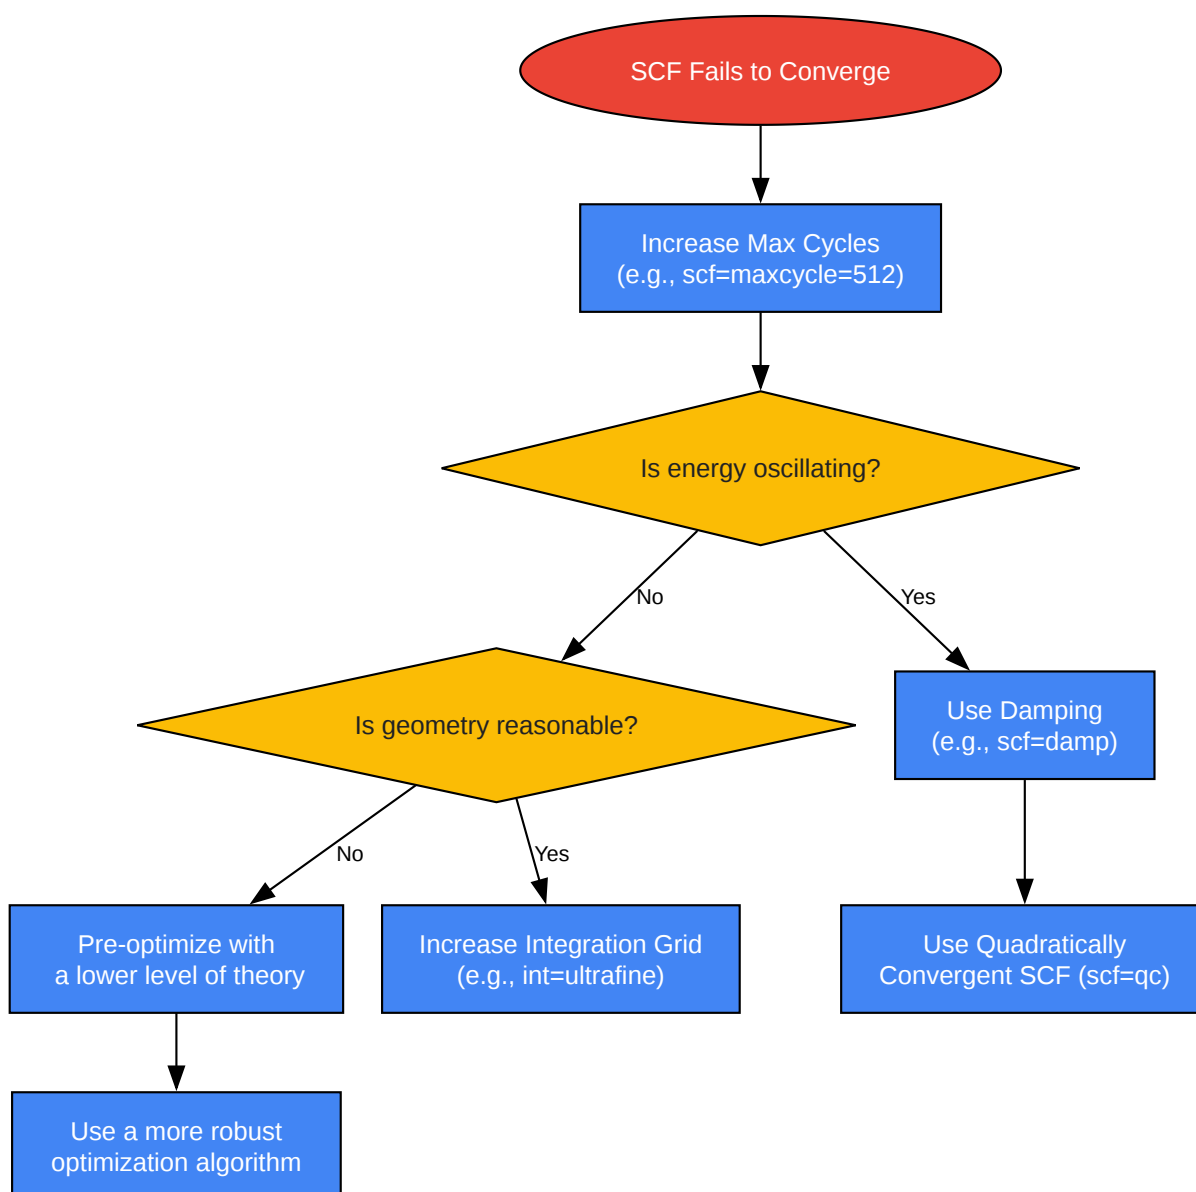 SCF Fails to Converge
Increase Max Cycles
(e.g., scf=maxcycle=512)
Is energy oscillating?
No
Yes
Is geometry reasonable?
Use Damping
(e.g., scf=damp)
No
Yes
Pre-optimize with
a lower level of theory
Increase Integration Grid
(e.g., int=ultrafine)
Use Quadratically
Convergent SCF (scf=qc)
Use a more robust
optimization algorithm